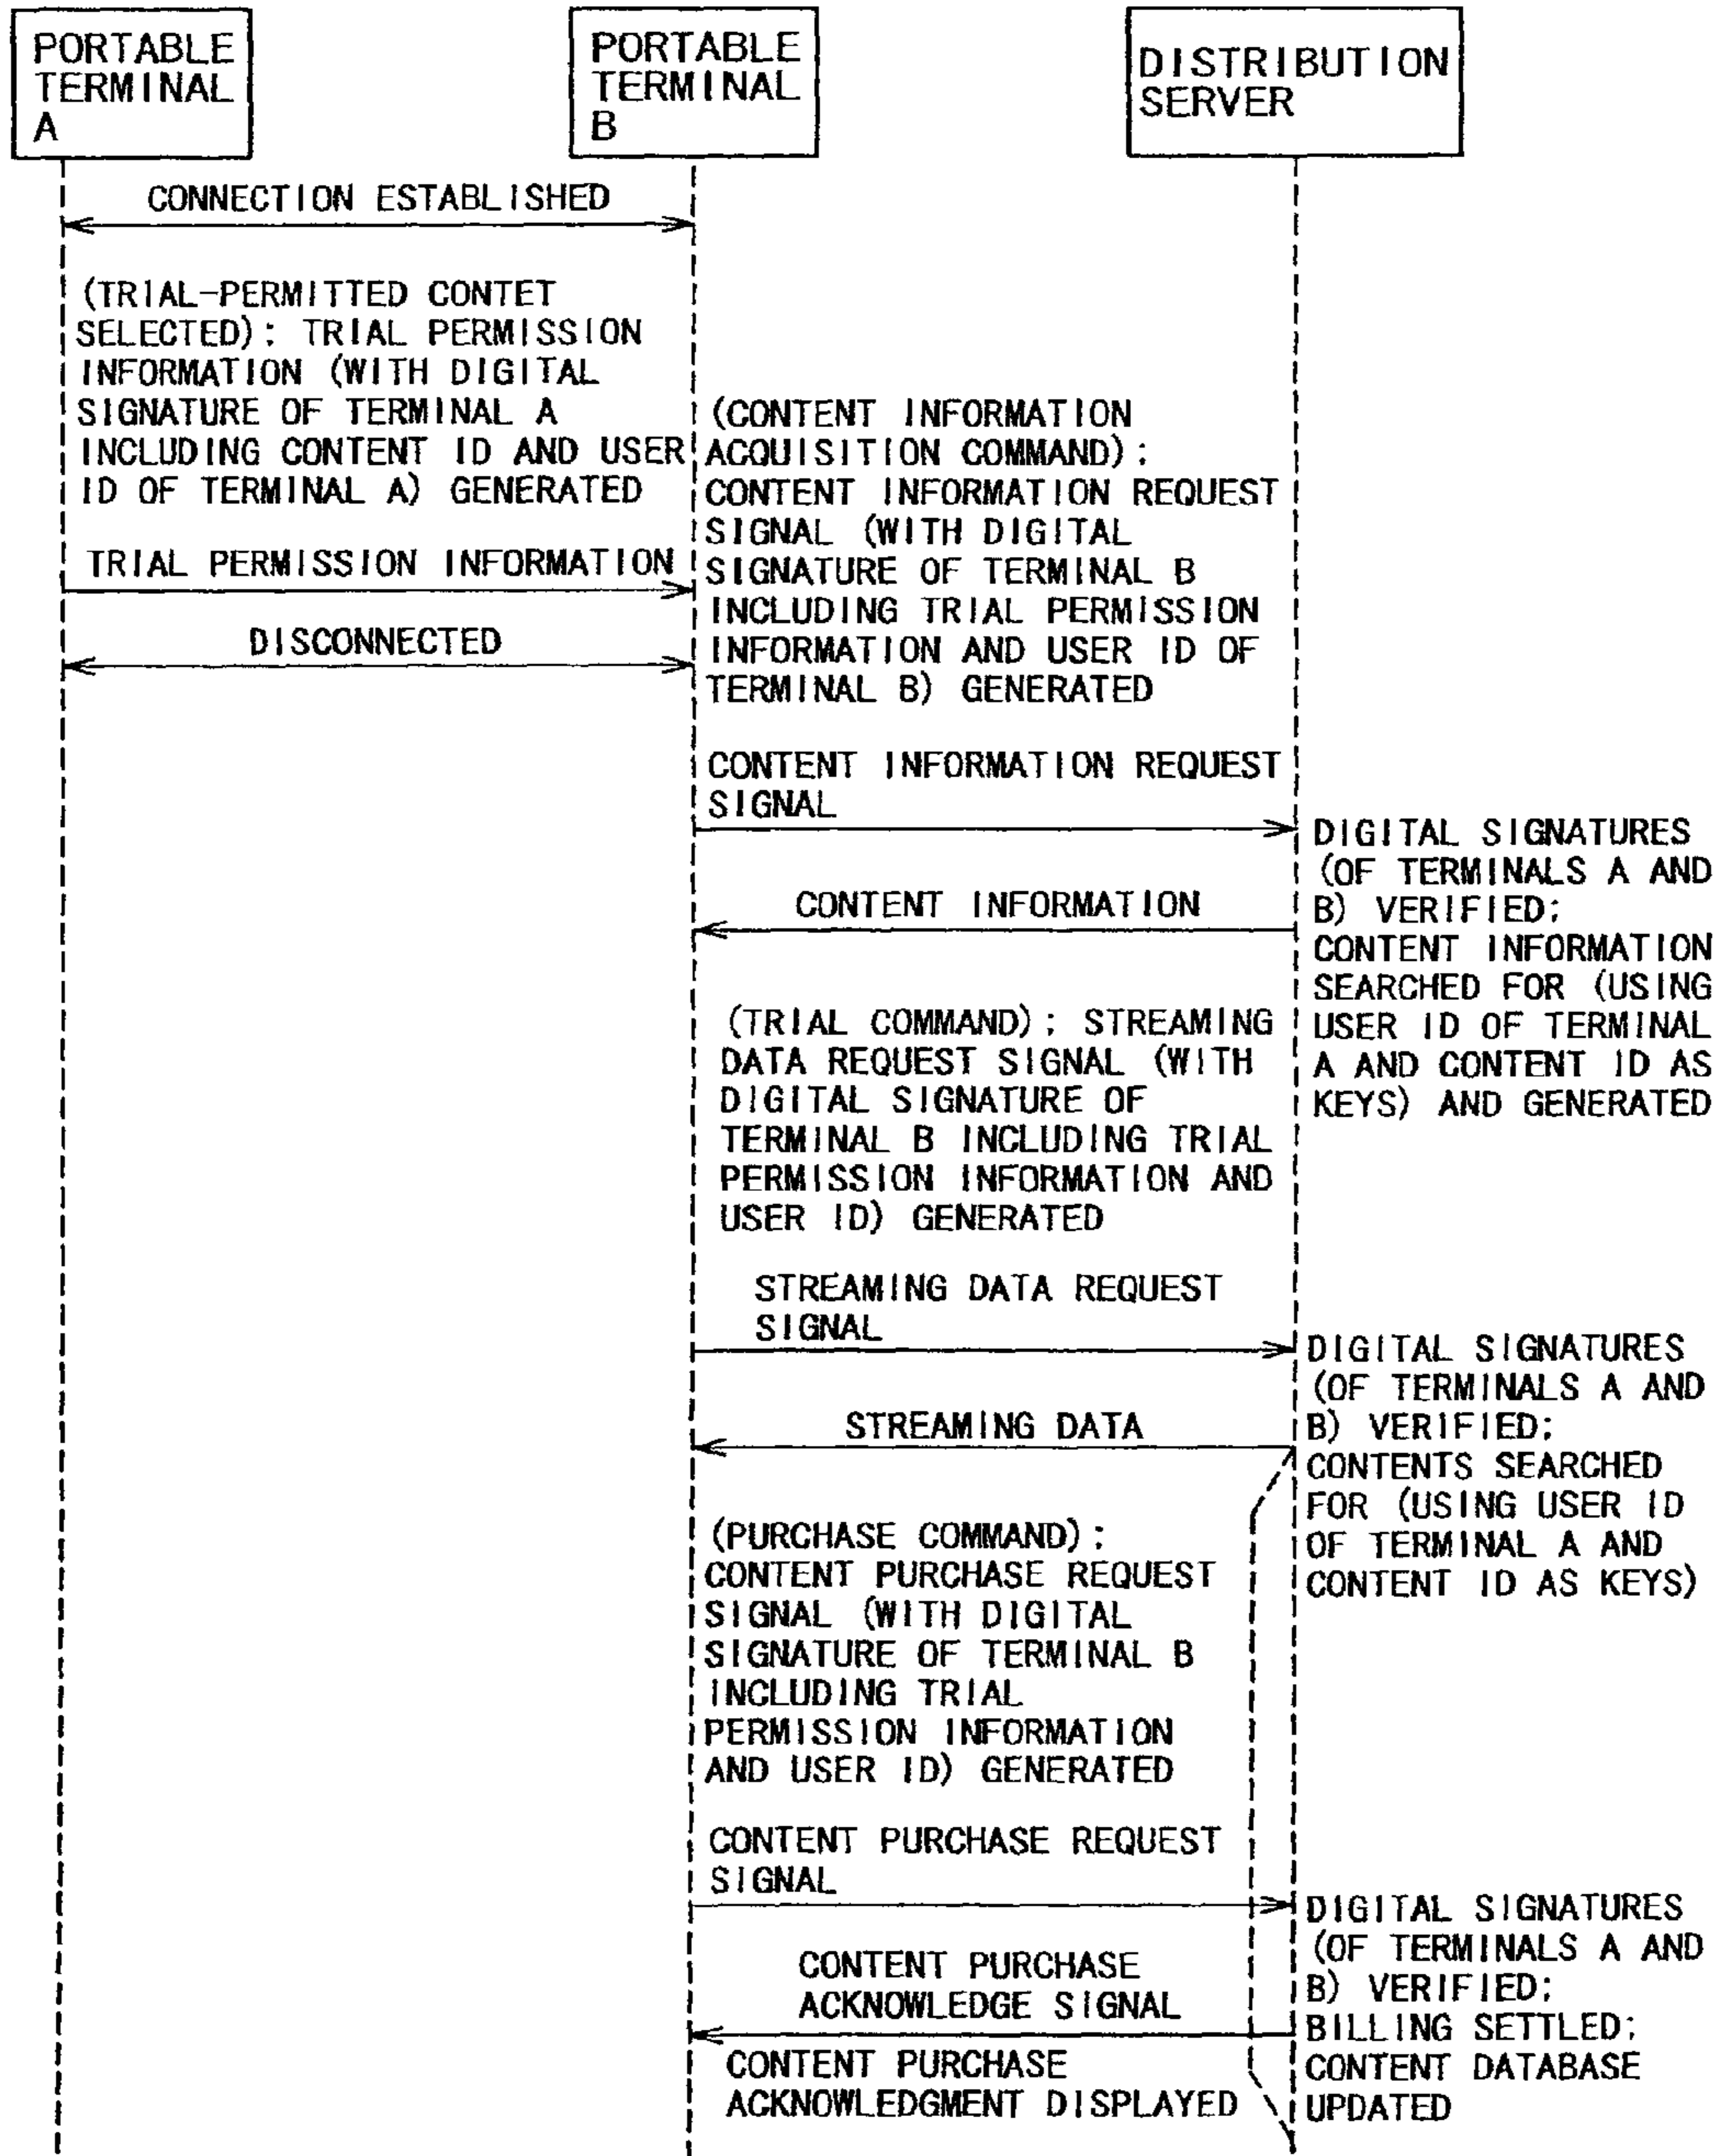 PORTABLE
TERMINAL
A
PORTABLE
TERMINAL
B
DISTRIBUTION
SERVER
CONNECTION ESTABLISHED
(TRIAL-PERMITTED CONTET
SELECTED): TRIAL PERMISSION
INFORMATION (WITH DIGITAL
SIGNATURE OF TERMINAL A
INCLUDING CONTENT ID AND USER
ID OF TERMINAL A) GENERATED
TRIAL PERMISSION INFORMATION
DISCONNECTED
(CONTENT INFORMATION
ACQUISITION COMMAND):
CONTENT INFORMATION REQUEST
SIGNAL (WITH DIGITAL
SIGNATURE OF TERMINAL B
INCLUDING TRIAL PERMISSION
INFORMATION AND USER ID OF
TERMINAL B) GENERATED
CONTENT INFORMATION REQUEST
SIGNAL
DIGITAL SIGNATURES
(OF TERMINALS A AND
B) VERIFIED;
CONTENT INFORMATION
SEARCHED FOR (USING
USER ID OF TERMINAL
A AND CONTENT ID AS
KEYS) AND GENERATED
CONTENT INFORMATION
(TRIAL COMMAND): STREAMING
DATA REQUEST SIGNAL (WITH
DIGITAL SIGNATURE OF
TERMINAL B INCLUDING TRIAL
PERMISSION INFORMATION AND
USER ID) GENERATED
STREAMING DATA REQUEST
SIGNAL
DIGITAL SIGNATURES
(OF TERMINALS A AND
B) VERIFIED;
CONTENTS SEARCHED
FOR (USING USER ID
OF TERMINAL A AND
CONTENT ID AS KEYS)
STREAMING DATA
(PURCHASE COMMAND):
CONTENT PURCHASE REQUEST
SIGNAL (WITH DIGITAL
SIGNATURE OF TERMINAL B
INCLUDING TRIAL
PERMISSION INFORMATION
AND USER ID) GENERATED
CONTENT PURCHASE REQUEST
SIGNAL
DIGITAL SIGNATURES
(OF TERMINALS A AND
B) VERIFIED;
BILLING SETTLED;
CONTENT DATABASE
UPDATED
CONTENT PURCHASE
ACKNOWLEDGE SIGNAL
CONTENT PURCHASE
ACKNOWLEDGMENT DISPLAYED